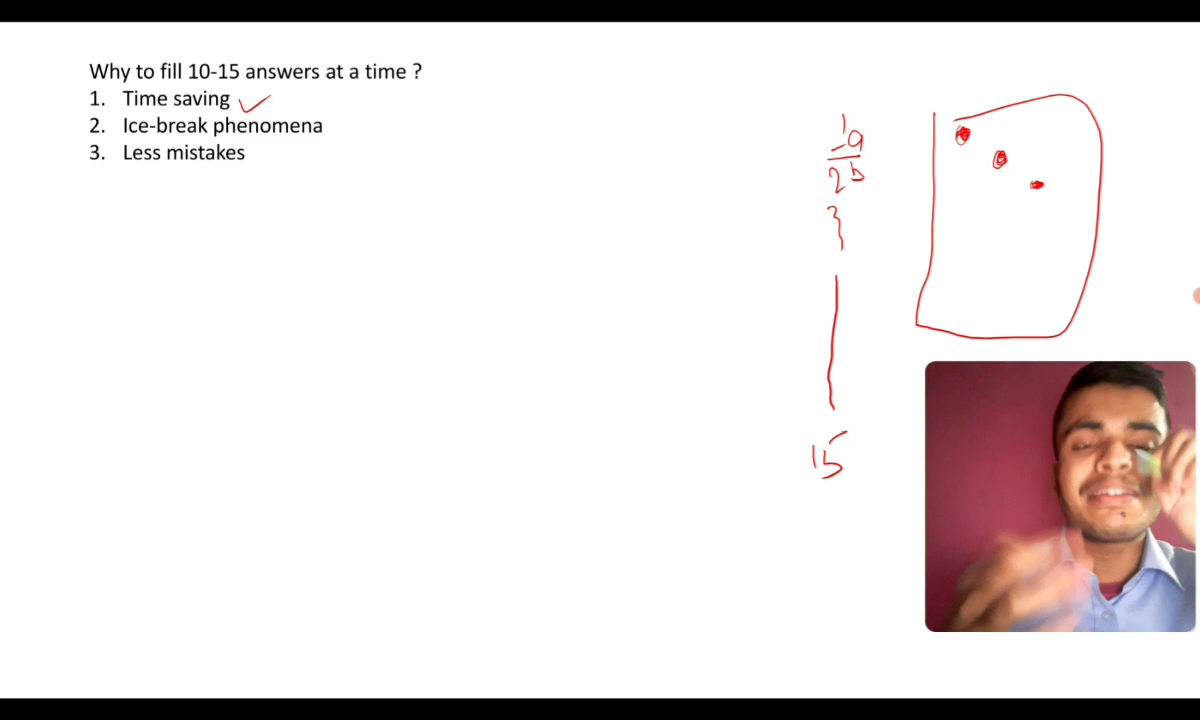 Why to fill 10-15 answers at a time ?
1. Time saving
2. Ice-break phenomena
3. Less mistakes
1 a
2 b
3
15